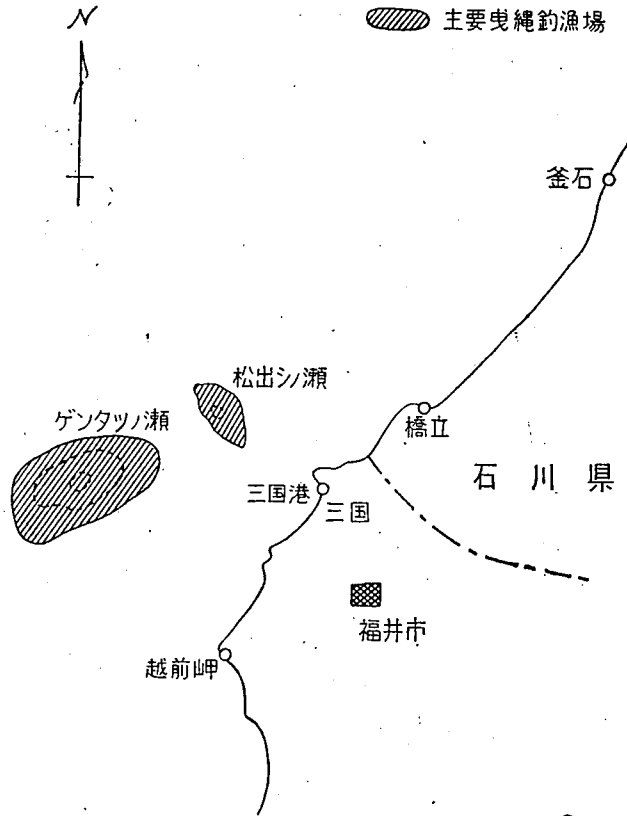 N
主要曳縄釣漁場
釜石
松出シノ瀬
ゲンタツノ瀬
橋立
石川県
三国港
三国
福井市
越前岬